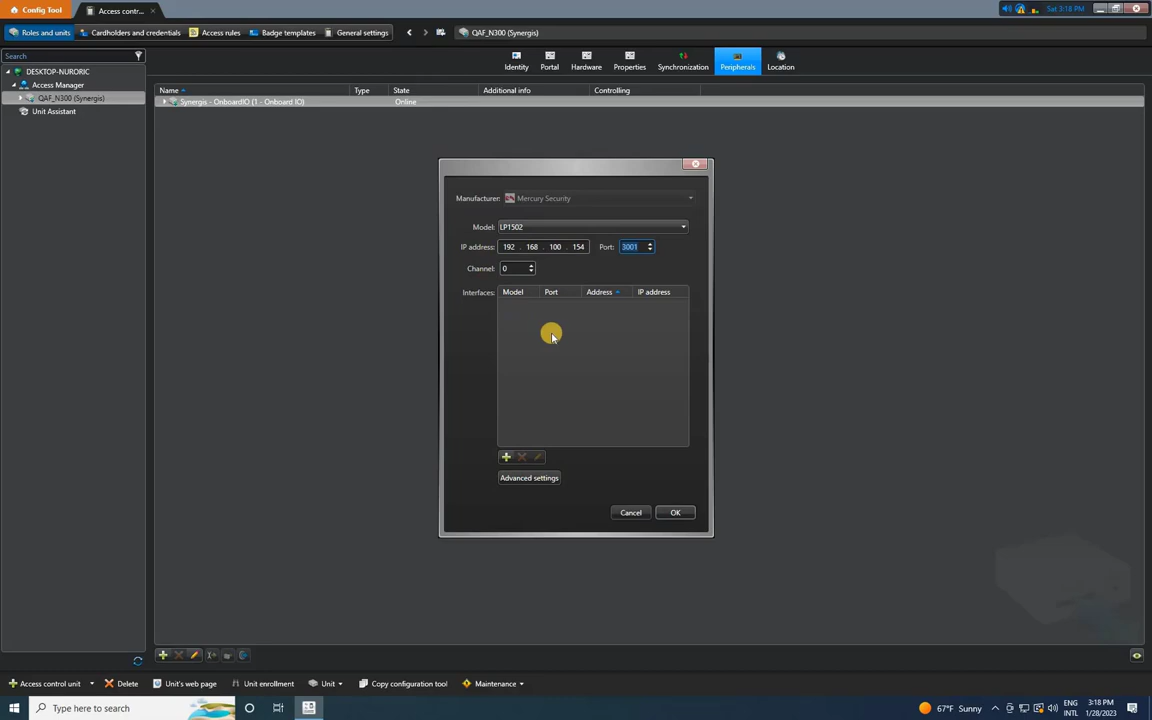 Config Tool
Access contr...
Sat 3:18 PM
Roles and units
Cardholders and credentials
Access rules
Badge templates
General settings
QAF_N300 (Synergis)
Search
DESKTOP-NURORIC
Access Manager
QAF_N300 (Synergis)
Unit Assistant
Identity
Portal
Hardware
Properties
Synchronization
Peripherals
Location
Name
Type
State
Additional info
Controlling
Synergis - OnboardIO (1 - Onboard IO)
Online
Manufacturer: Mercury Security
Model: LP1502
IP address: 192 . 168 . 100 . 154 Port: 3001
Channel: 0
Interfaces: Model Port Address IP address
Advanced settings
Cancel OK
Access control unit
Delete
Unit's web page
Unit enrollment
Unit
Copy configuration tool
Maintenance
Type here to search
67°F Sunny
ENG
INTL
3:18 PM
1/28/2023